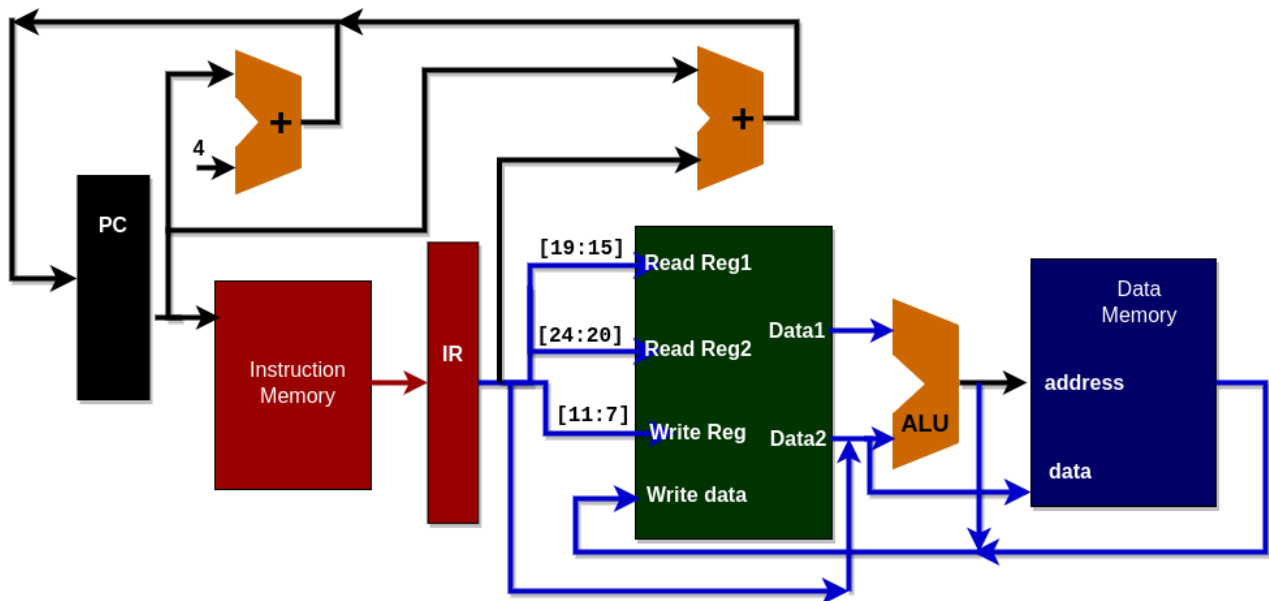 +
+
4
PC
[19:15]
Read Reg1
Data
Memory
[24:20]
Read Reg2
Data1
IR
Instruction
Memory
address
[11:7]
Write Reg
Data2
ALU
data
Write data